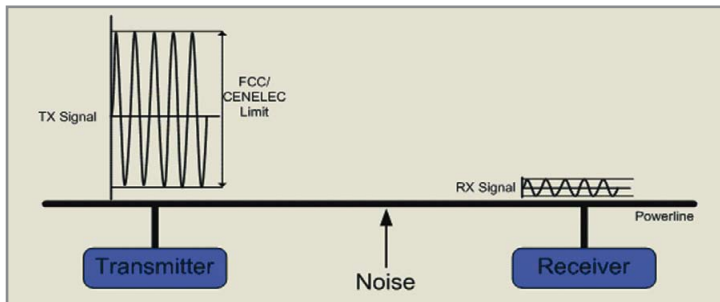 FCC/
CENELEC
Limit
TX Signal
RX Signal
Powerline
Transmitter
Noise
Receiver